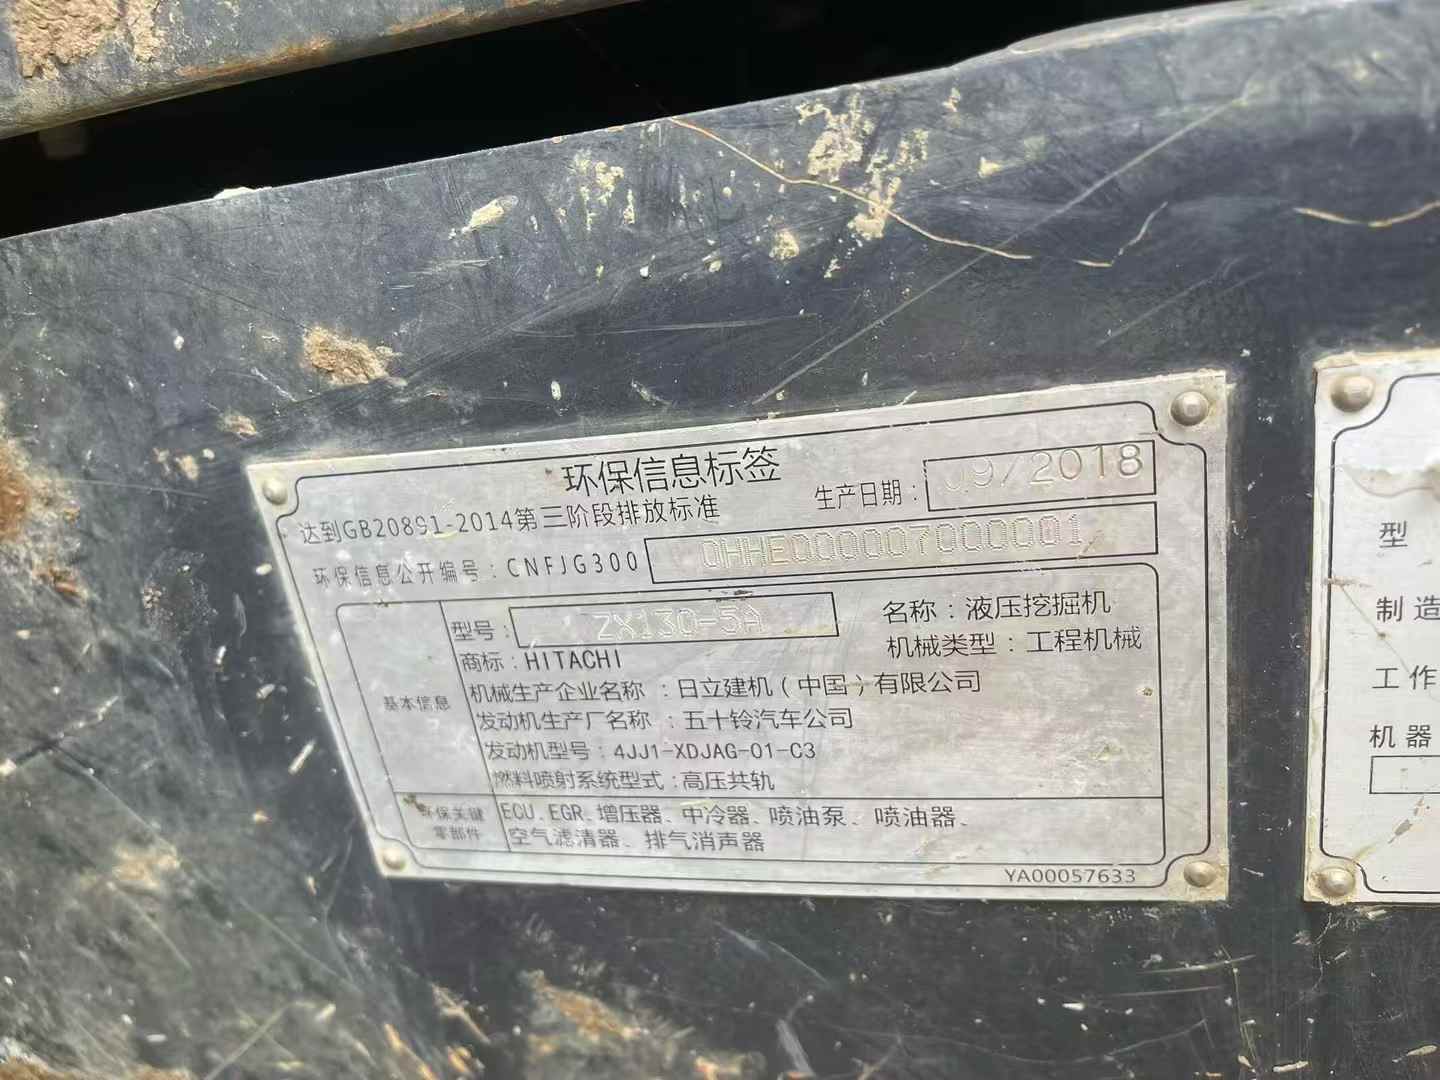 环保信息标签
达到GB20891-2014第三阶段排放标准
生产日期：09/2018
环保信息公开编号：CNFJG300 0HHE000007000001
基本信息
型号：ZX130-5A
名称：液压挖掘机
商标：HITACHI
机械类型：工程机械
机械生产企业名称：日立建机（中国）有限公司
发动机生产厂名称：五十铃汽车公司
发动机型号：4JJ1-XDJAG-01-C3
燃料喷射系统型式：高压共轨
环保关键
零部件
ECU、EGR、增压器、中冷器、喷油泵、喷油器、
空气滤清器、排气消声器
YA00057633
型
制造
工作
机器